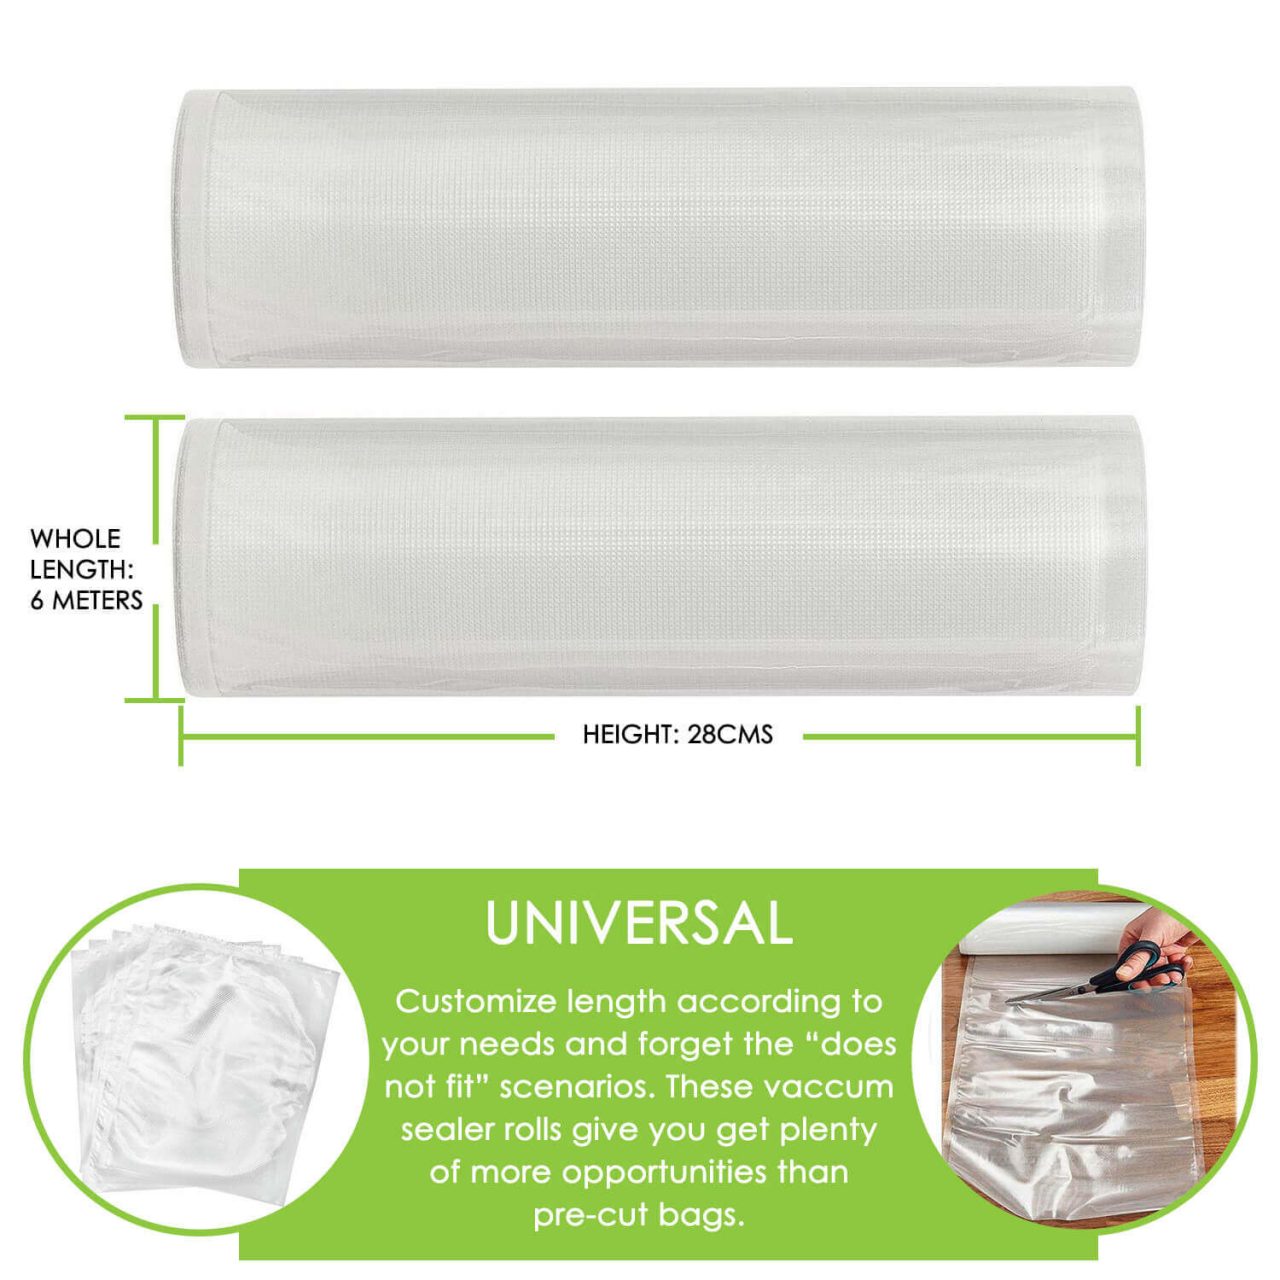 WHOLE
LENGTH:
6 METERS
HEIGHT: 28CMS
UNIVERSAL
Customize length according to
your needs and forget the “does
not fit” scenarios. These vaccum
sealer rolls give you get plenty
of more opportunities than
pre-cut bags.